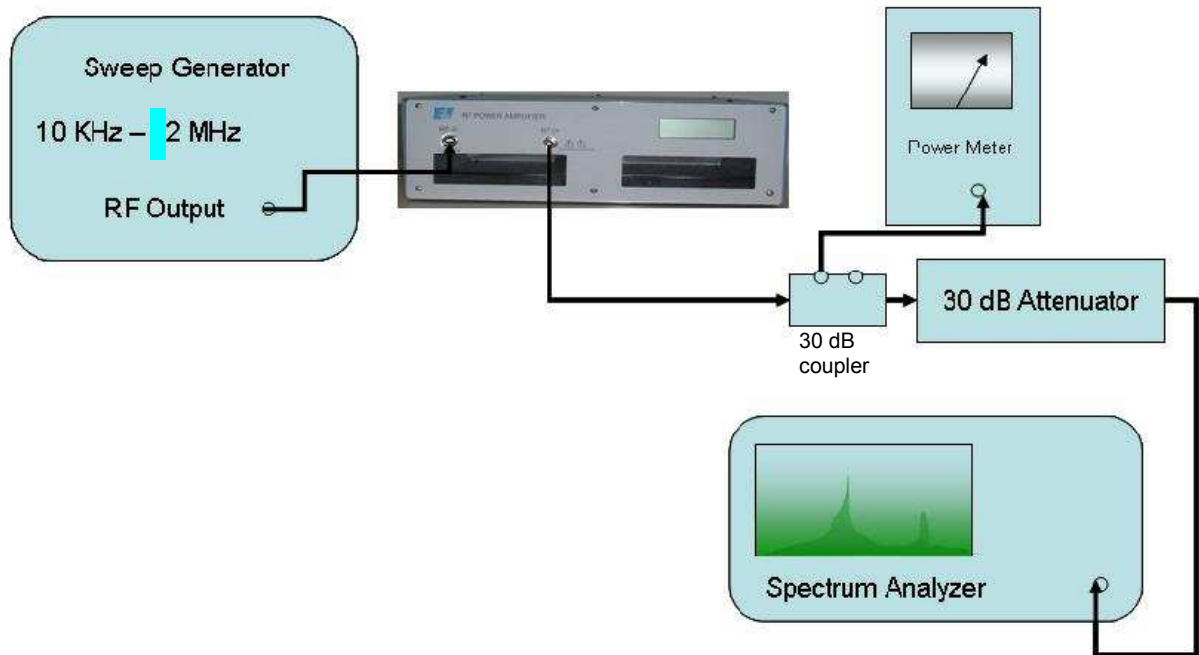 Sweep Generator
10 KHz – 2 MHz
RF Output
E&I RF POWER AMPLIFIER
Power Meter
30 dB
coupler
30 dB Attenuator
Spectrum Analyzer